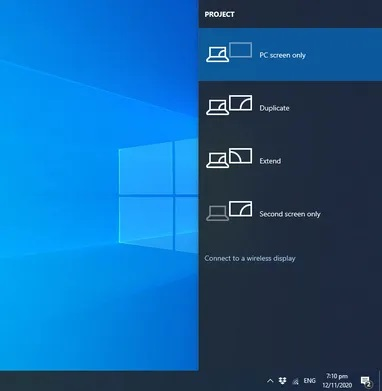 PROJECT
PC screen only
Duplicate
Extend
Second screen only
Connect to a wireless display
ENG
7:10 pm
12/11/2020
2